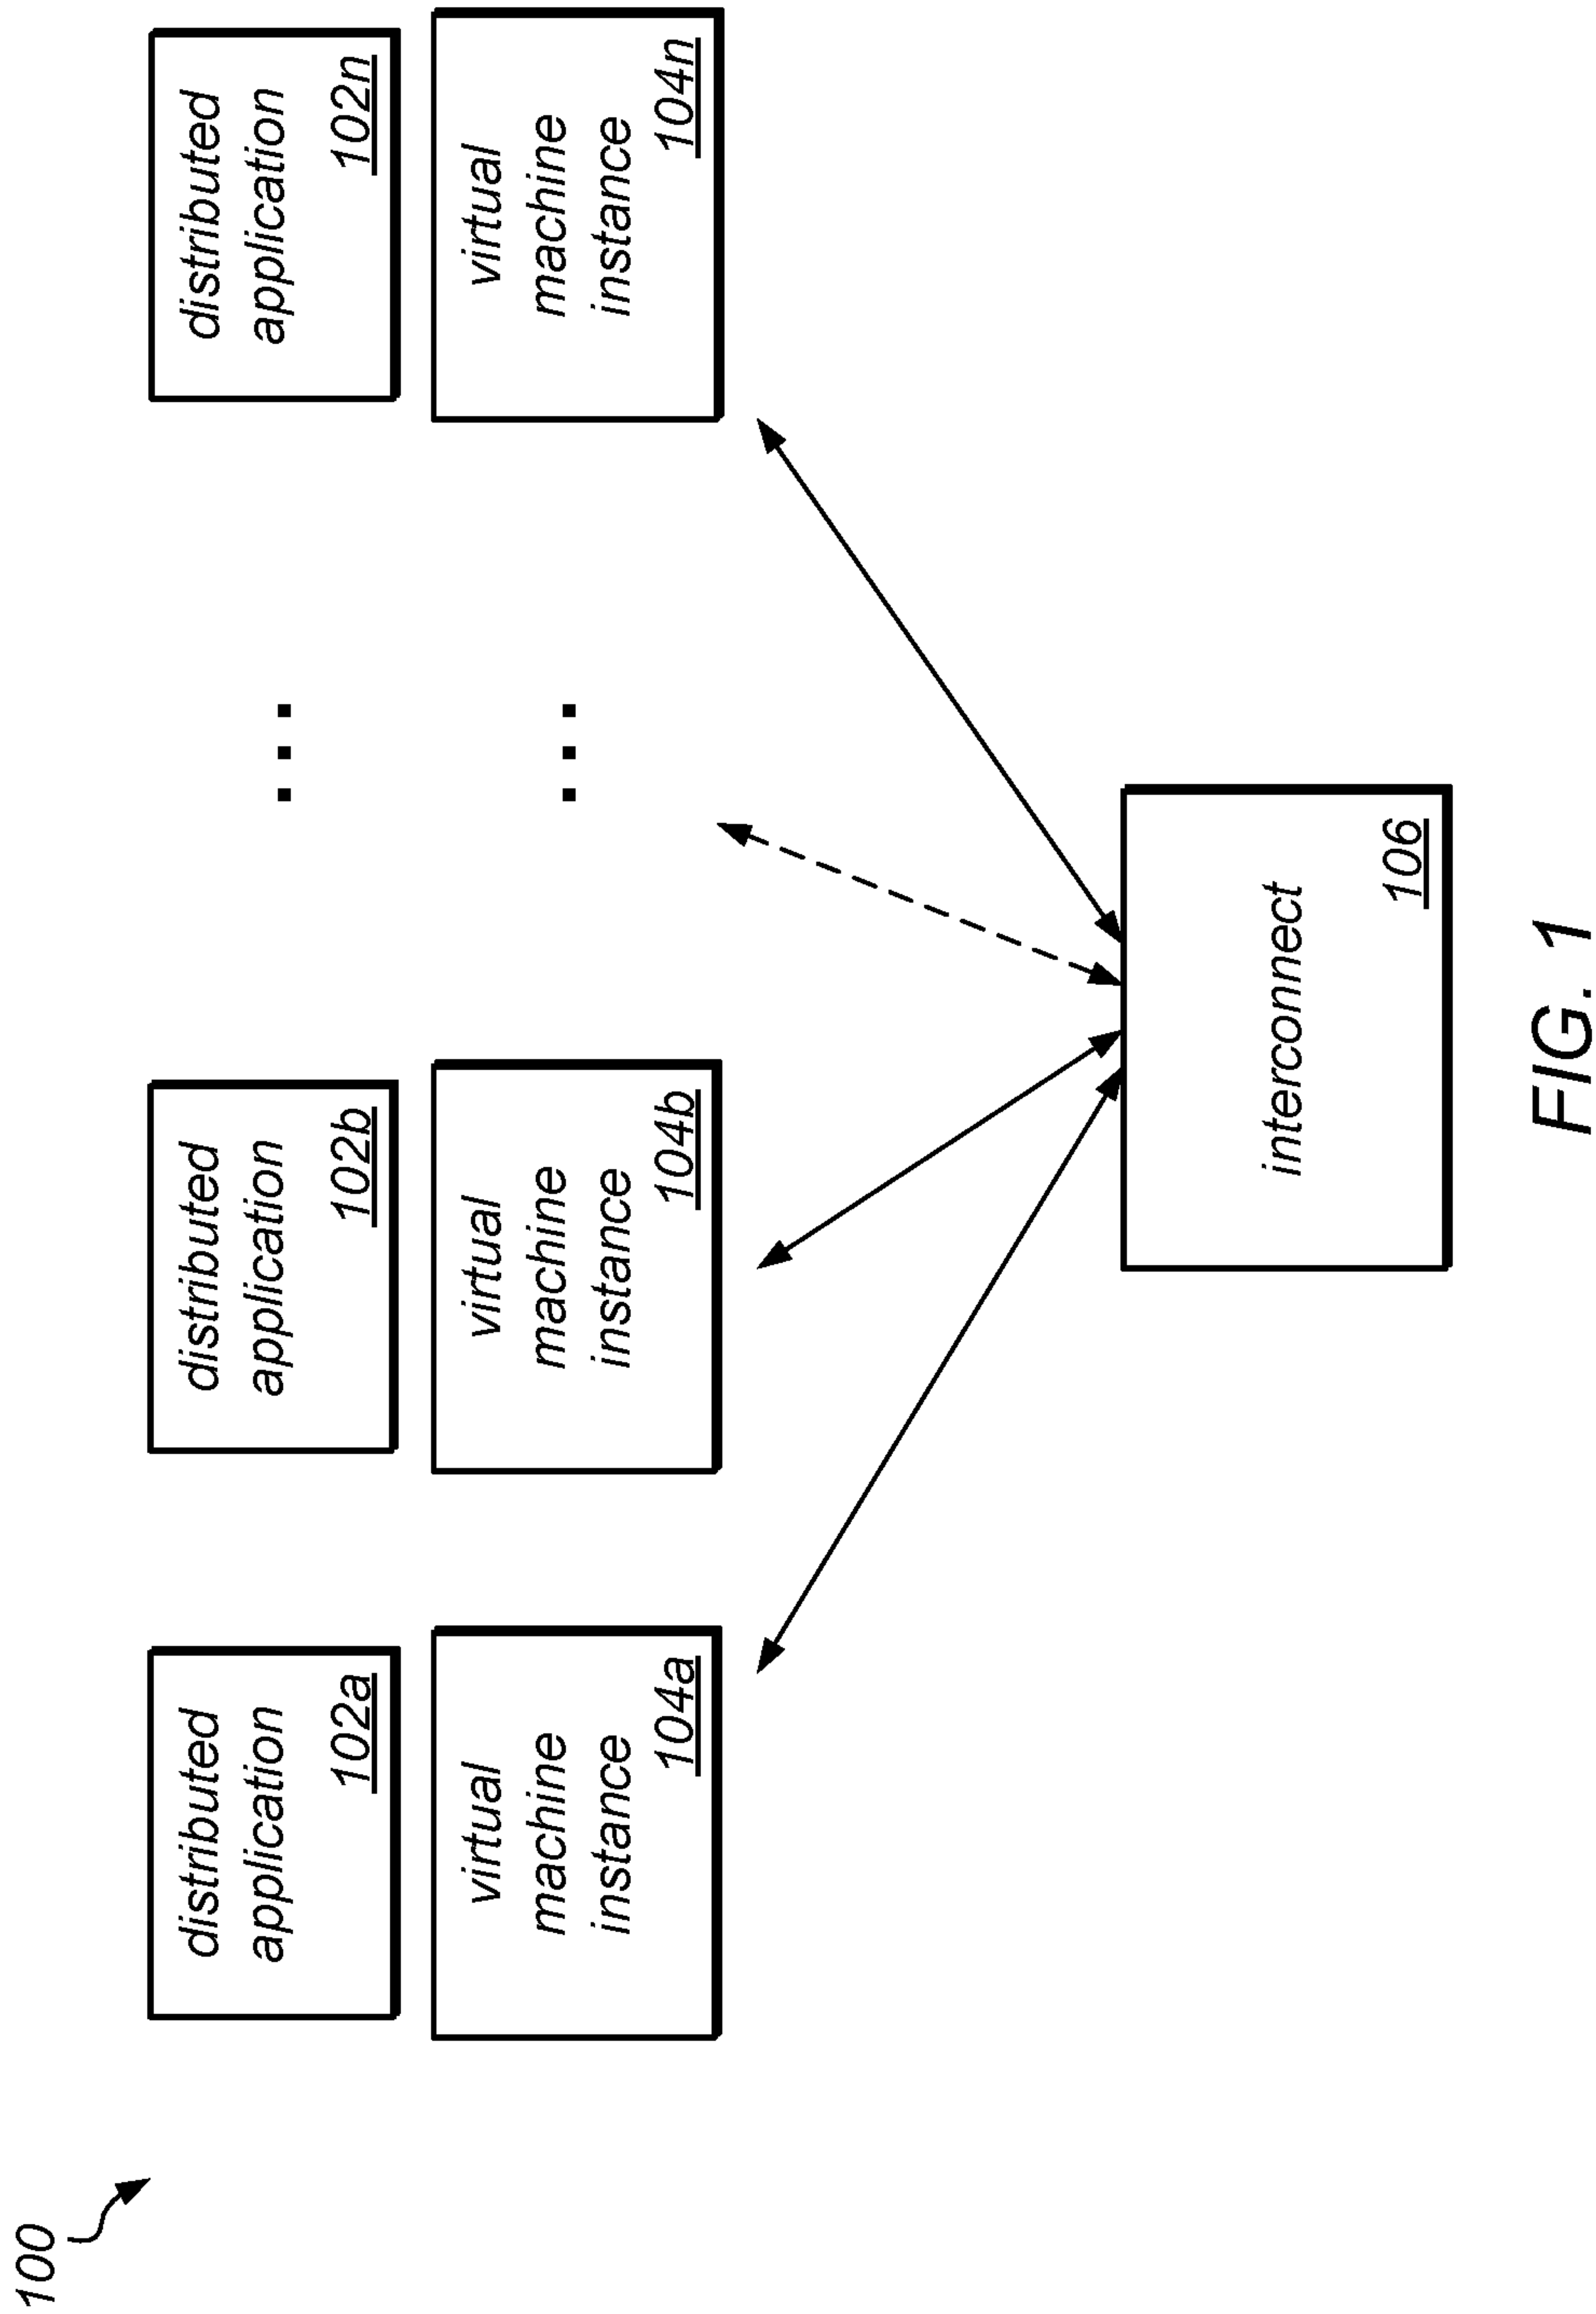 100
distributed
application
102a
distributed
application
102b
...
distributed
application
102n
virtual
machine
instance
104a
virtual
machine
instance
104b
...
virtual
machine
instance
104n
interconnect
106
FIG. 1